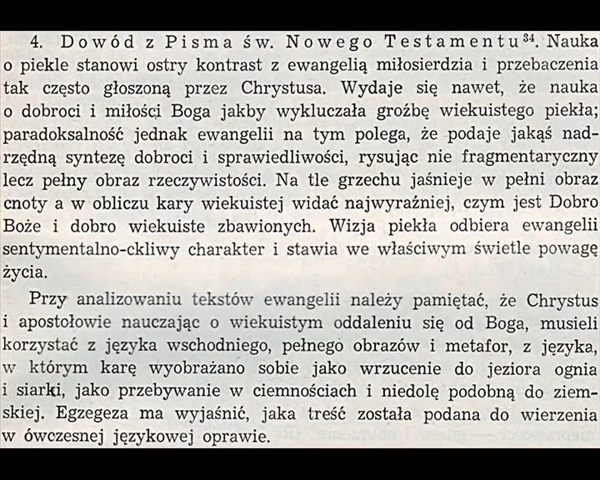 4. Dowód z Pisma św. Nowego Testamentu³⁴. Nauka
o piekle stanowi ostry kontrast z ewangelią miłosierdzia i przebaczenia
tak często głoszoną przez Chrystusa. Wydaje się nawet, że nauka
o dobroci i miłości Boga jakby wykluczała groźbę wiekuistego piekła;
paradoksalność jednak ewangelii na tym polega, że podaje jakąś nad-
rzędną syntezę dobroci i sprawiedliwości, rysując nie fragmentaryczny
lecz pełny obraz rzeczywistości. Na tle grzechu jaśnieje w pełni obraz
cnoty a w obliczu kary wiekuistej widać najwyraźniej, czym jest Dobro
Boże i dobro wiekuiste zbawionych. Wizja piekła odbiera ewangelii
sentymentalno-ckliwy charakter i stawia we właściwym świetle powagę
życia.
Przy analizowaniu tekstów ewangelii należy pamiętać, że Chrystus
i apostołowie nauczając o wiekuistym oddaleniu się od Boga, musieli
korzystać z języka wschodniego, pełnego obrazów i metafor, z języka,
w którym karę wyobrażano sobie jako wrzucenie do jeziora ognia
i siarki, jako przebywanie w ciemnościach i niedolę podobną do ziem-
skiej. Egzegeza ma wyjaśnić, jaka treść została podana do wierzenia
w ówczesnej językowej oprawie.